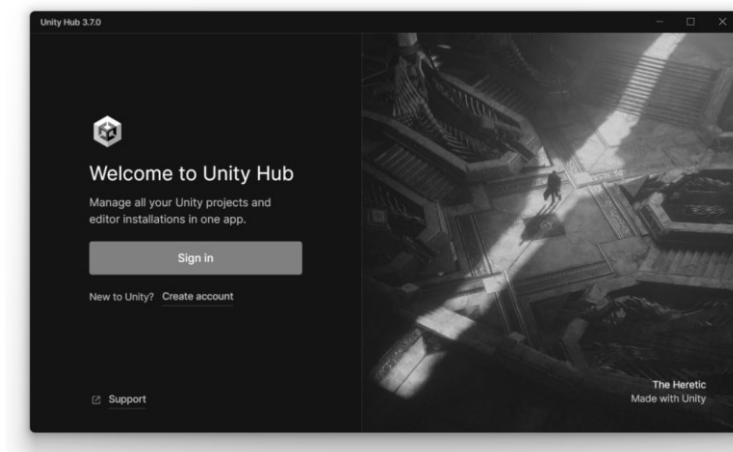 Unity Hub 3.7.0
Welcome to Unity Hub
Manage all your Unity projects and
editor installations in one app.
Sign in
New to Unity? Create account
Support
The Heretic
Made with Unity